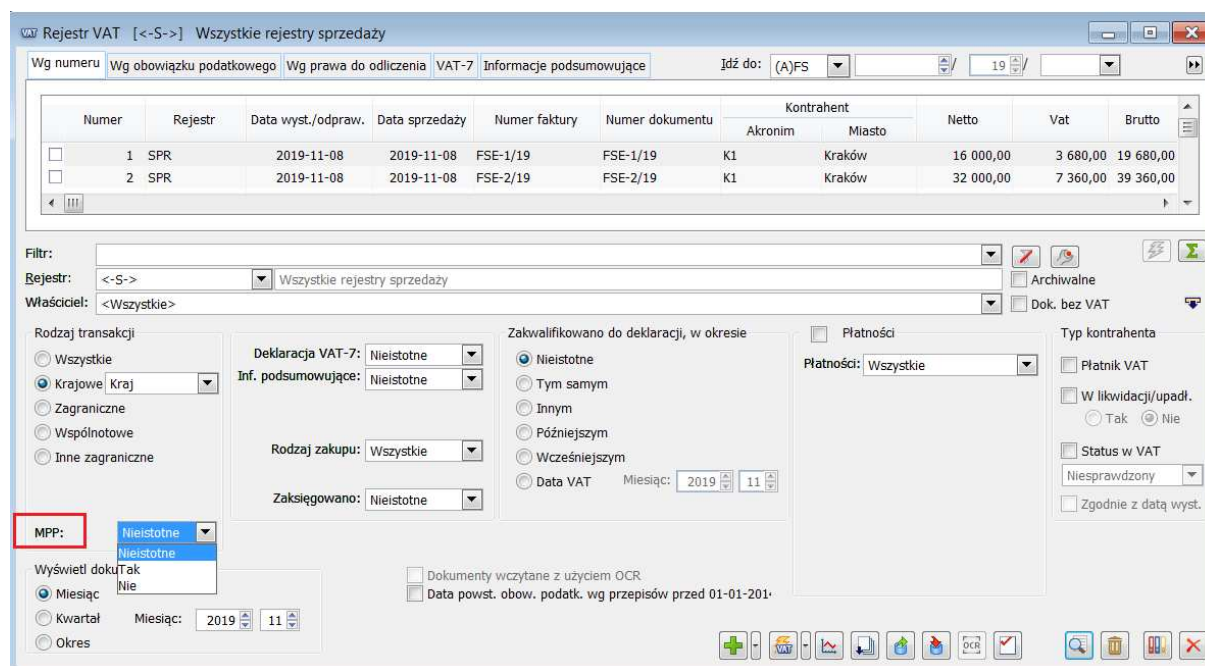 VAT Rejestr VAT [<-S->] Wszystkie rejestry sprzedaży
Wg numeru Wg obowiązku podatkowego Wg prawa do odliczenia VAT-7 Informacje podsumowujące Idź do: (A)FS / 19 /
Kontrahent
Numer Rejestr Data wyst./odpraw. Data sprzedaży Numer faktury Numer dokumentu Akronim Miasto Netto Vat Brutto
1 SPR 2019-11-08 2019-11-08 FSE-1/19 FSE-1/19 K1 Kraków 16 000,00 3 680,00 19 680,00
2 SPR 2019-11-08 2019-11-08 FSE-2/19 FSE-2/19 K1 Kraków 32 000,00 7 360,00 39 360,00
Filtr:
Rejestr: <-S-> Wszystkie rejestry sprzedaży Archiwalne
Właściciel: <Wszystkie> Dok. bez VAT
Rodzaj transakcji Zakwalifikowano do deklaracji, w okresie Płatności Typ kontrahenta
Wszystkie Deklaracja VAT-7: Nieistotne Nieistotne Płatności: Wszystkie Płatnik VAT
Krajowe Kraj Inf. podsumowujące: Nieistotne Tym samym W likwidacji/upadł.
Zagraniczne Innym Tak Nie
Wspólnotowe Późniejszym
Inne zagraniczne Rodzaj zakupu: Wszystkie Wcześniejszym Status w VAT
Data VAT Miesiąc: 2019 11 Niesprawdzony
Zaksięgowano: Nieistotne Zgodnie z datą wyst.
MPP: Nieistotne
Nieistotne
Wyświetl doku Tak
Nie
Dokumenty wczytane z użyciem OCR
Miesiąc Data powst. obow. podatk. wg przepisów przed 01-01-201
Kwartał Miesiąc: 2019 11
Okres
VAT OCR